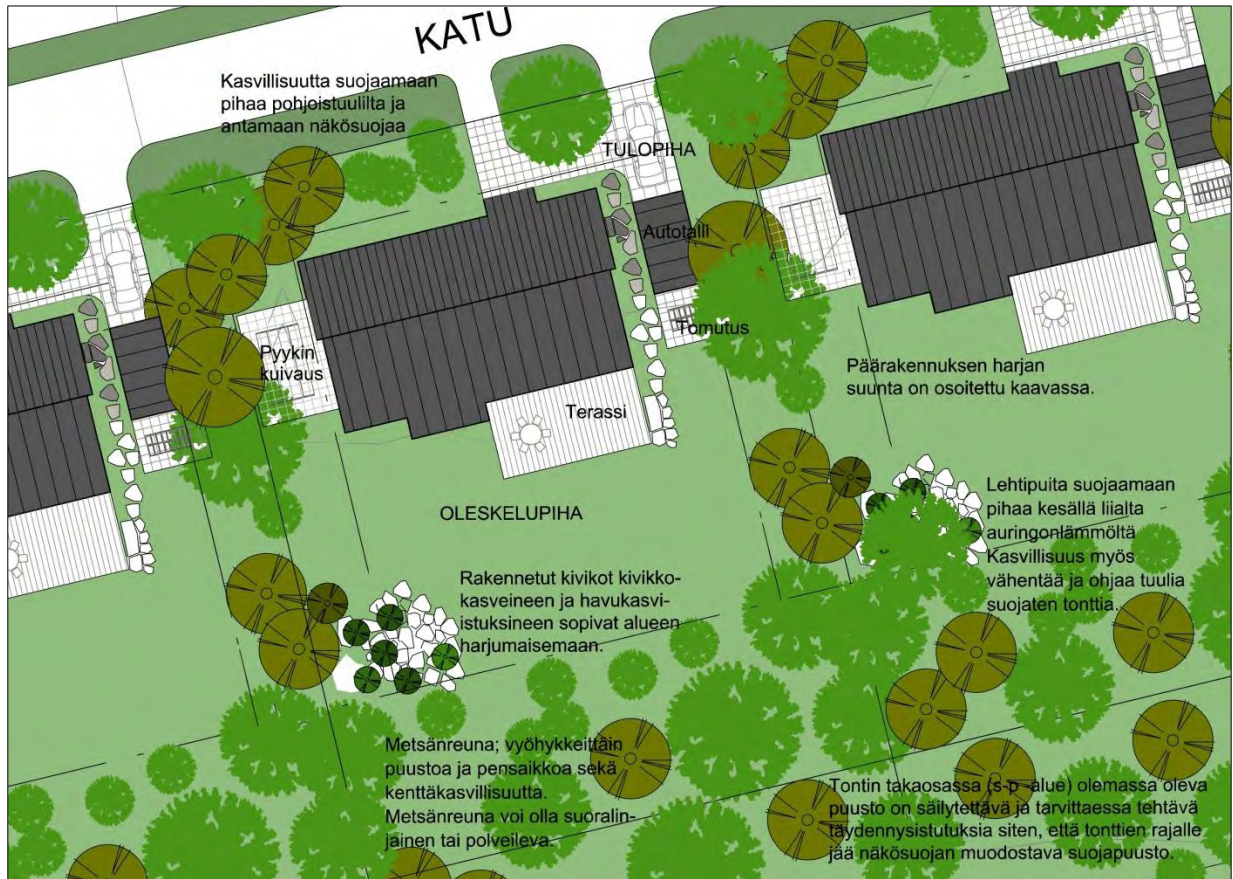 KATU
Kasvillisuutta suojaamaan
pihaa pohjoistuulilta ja
antamaan näkösuojaa
TULOPIHA
Autotalli
Tomutus
Pyykin
kuivaus
Terassi
Päärakennuksen harjan
suunta on osoitettu kaavassa.
OLESKELUPIHA
Lehtipuita suojaamaan
pihaa kesällä liialta
auringonlämmöltä
Kasvillisuus myös
vähentää ja ohjaa tuulia
suojaten tonttia.
Rakennetut kivikot kivikko-
kasveineen ja havukasvi-
istuksineen sopivat alueen
harjumaisemaan.
Metsänreuna; vyöhykkeittäin
puustoa ja pensaikkoa sekä
kenttäkasvillisuutta.
Metsänreuna voi olla suoralin-
jainen tai polveileva.
Tontin takaosassa (s-p -alue) olemassa oleva
puusto on säilytettävä ja tarvittaessa tehtävä
täydennysistutuksia siten, että tonttien rajalle
jää näkösuojan muodostava suojapuusto.